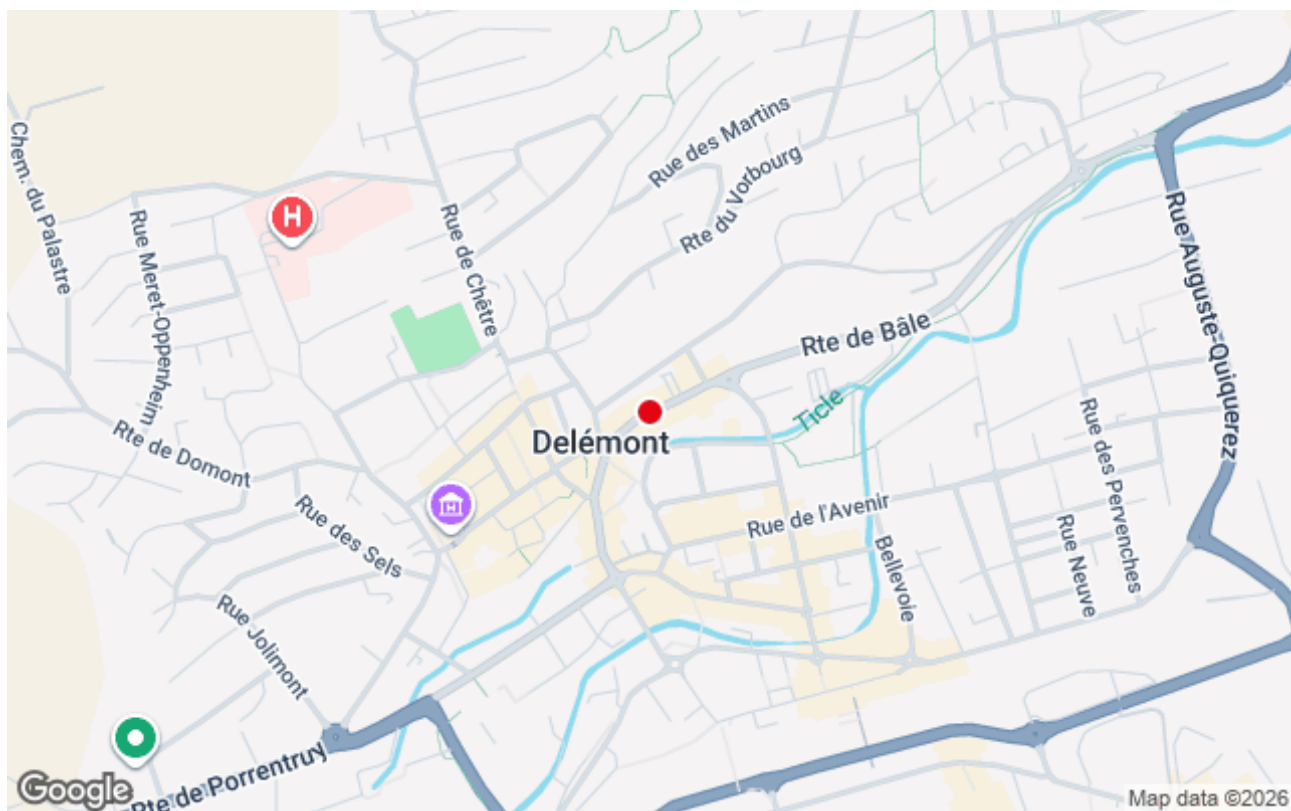 Rue des Martins
Chem. du Palastre
Rte du Vorbourg
H
Rue Auguste-Quiquerez
Rue Meret-Oppenheim
Rue de Chêtre
Rte de Bâle
Ticle
Delémont
Rte de Domont
Rue des Pervenches
Rue de l'Avenir
Rue des Sels
Rue Neuve
Bellevoie
Rue Jolimont
Rte de Porrentruy
Google
Map data ©2026